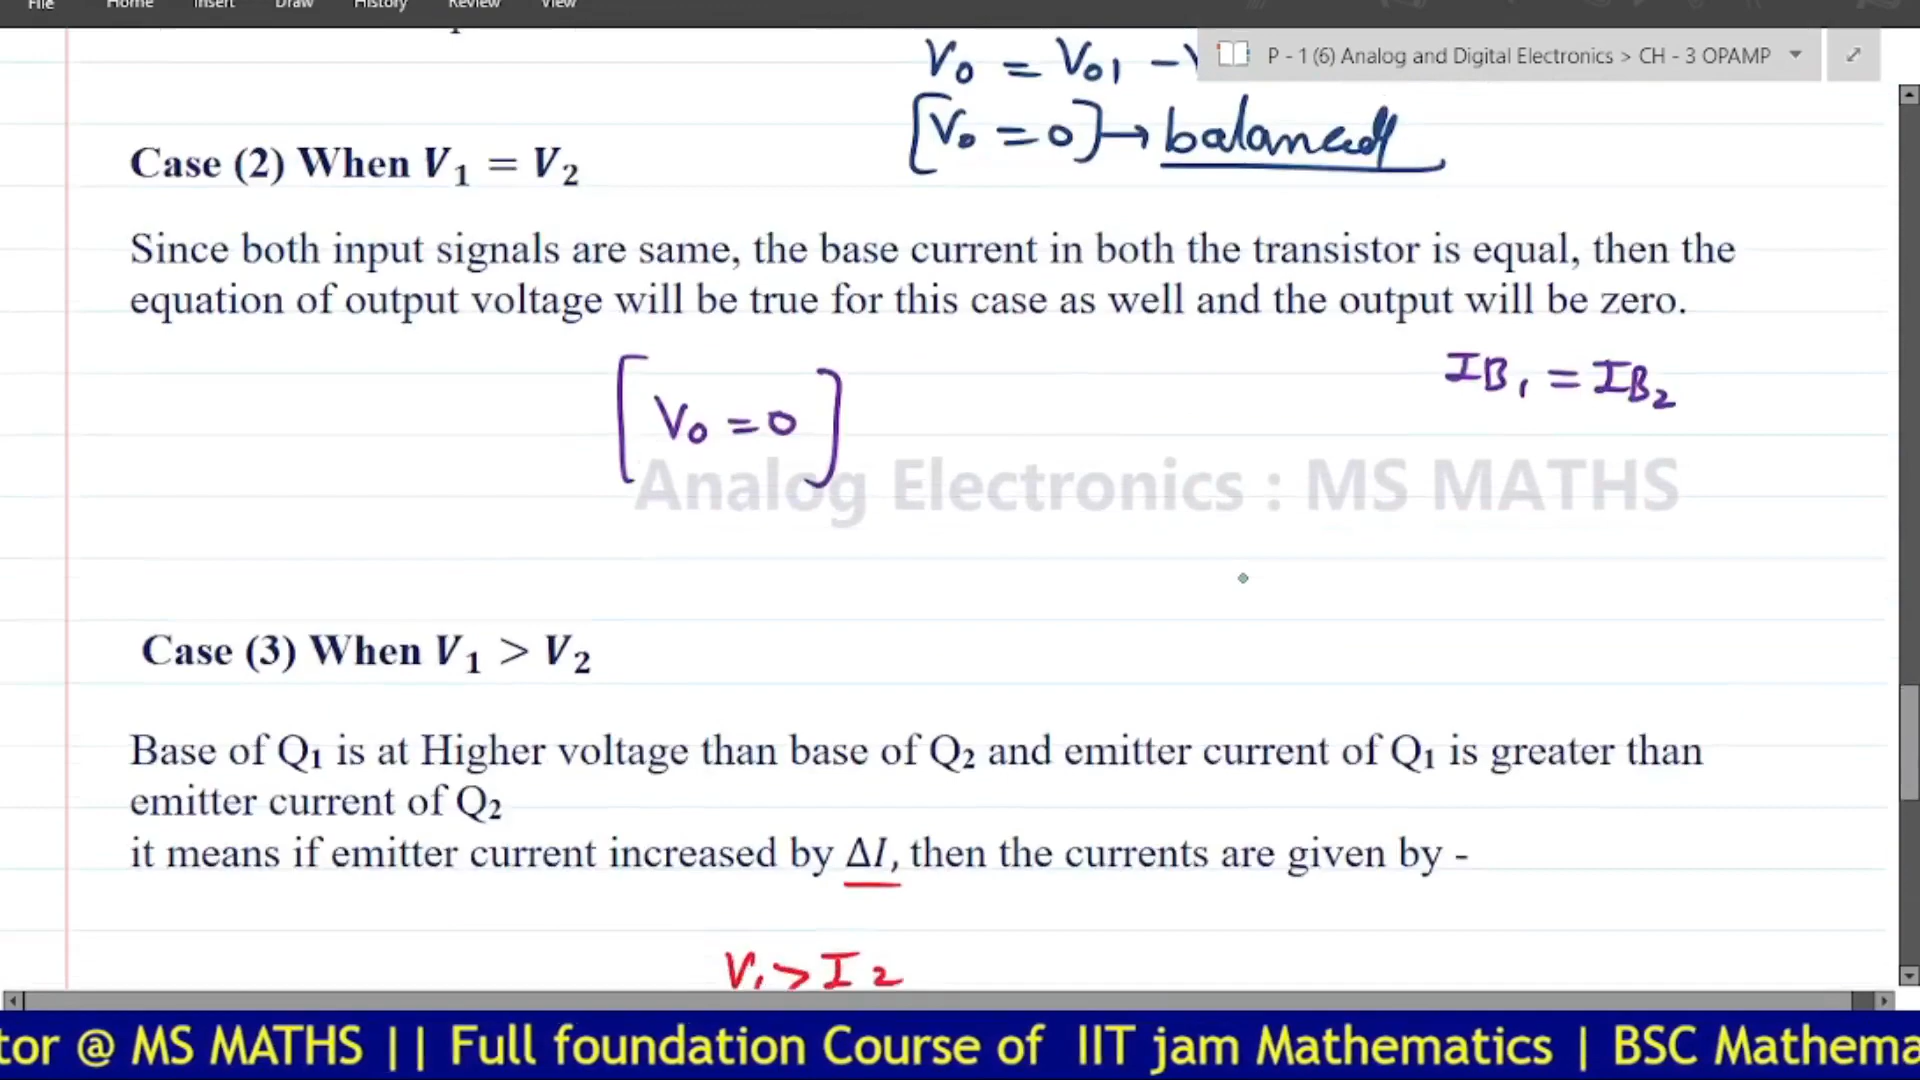 File Home Insert Draw History Review View
V₀ = V₀₁ -
P - 1 (6) Analog and Digital Electronics > CH - 3 OPAMP
[V₀ = 0] → balanced
Case (2) When V₁ = V₂
Since both input signals are same, the base current in both the transistor is equal, then the
equation of output voltage will be true for this case as well and the output will be zero.
IB₁ = IB₂
[V₀ = 0]
Analog Electronics : MS MATHS
Case (3) When V₁ > V₂
Base of Q₁ is at Higher voltage than base of Q₂ and emitter current of Q₁ is greater than
emitter current of Q₂
it means if emitter current increased by ΔI, then the currents are given by -
V₁ > I₂
tor @ MS MATHS || Full foundation Course of IIT jam Mathematics | BSC Mathema